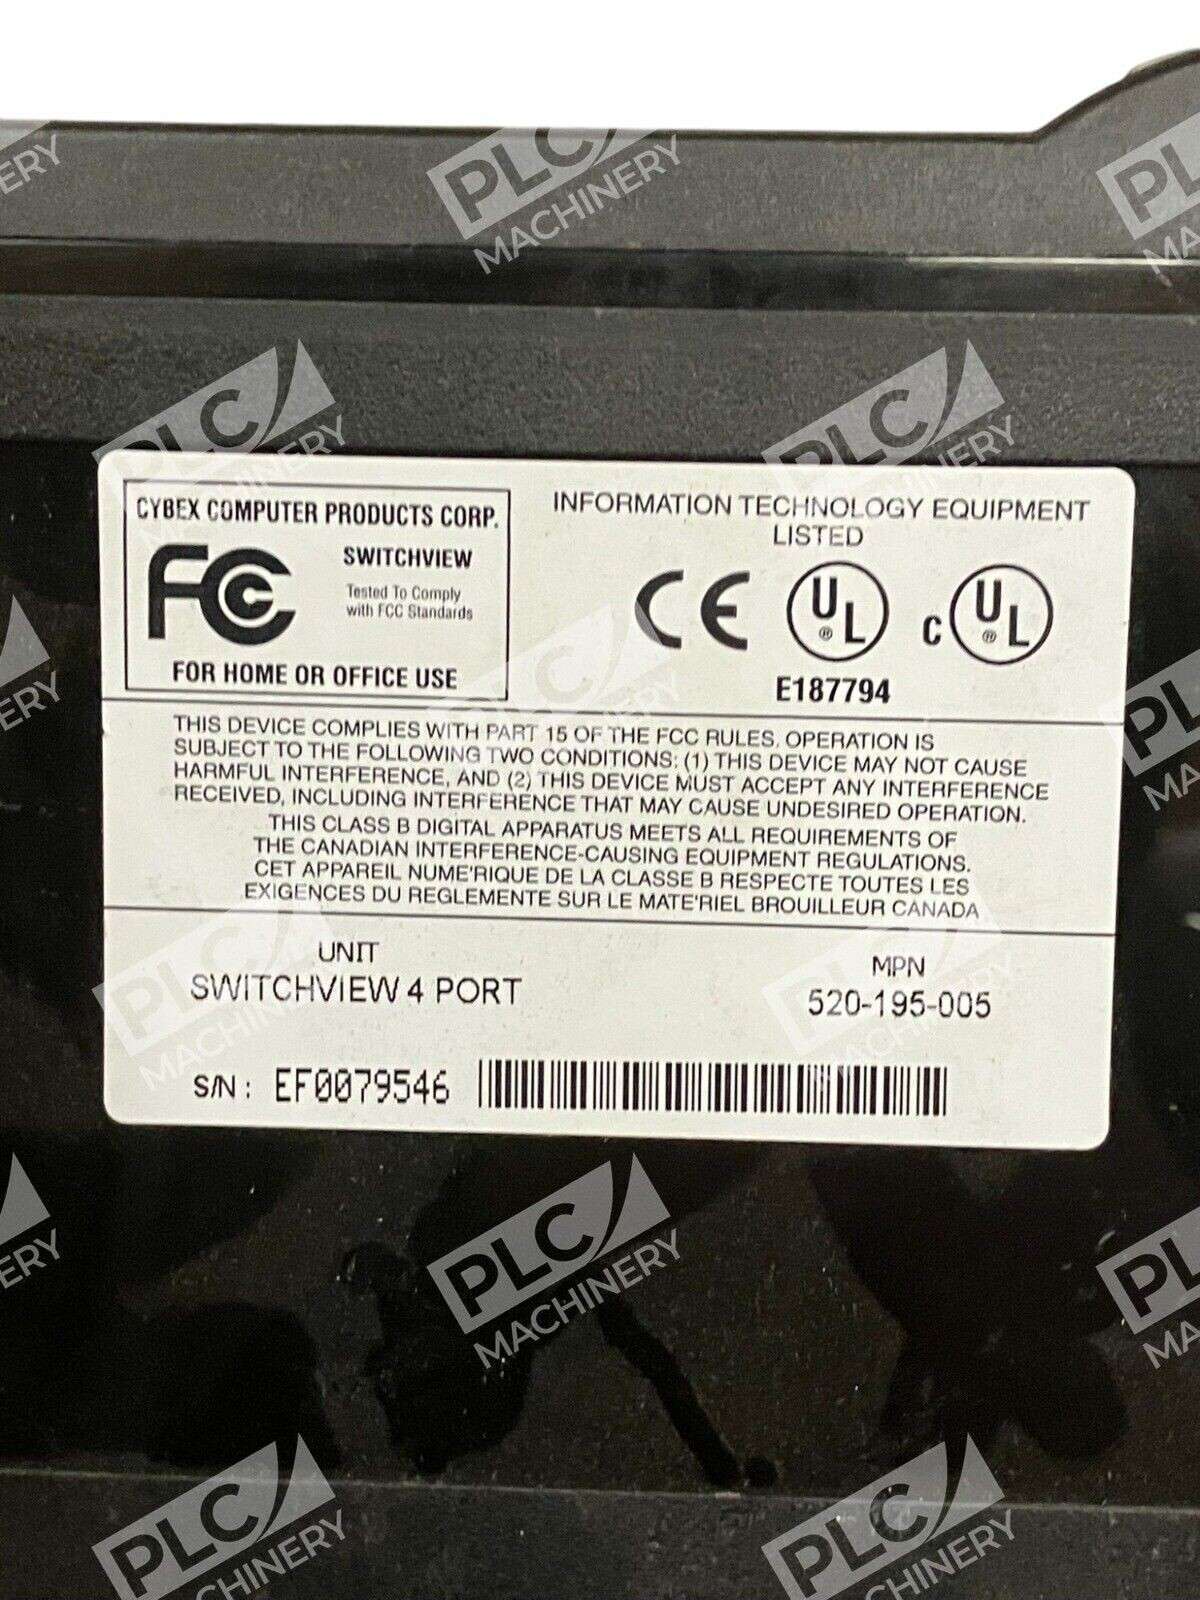 CYBEX COMPUTER PRODUCTS CORP.
FC
SWITCHVIEW
Tested To Comply
with FCC Standards
FOR HOME OR OFFICE USE
INFORMATION TECHNOLOGY EQUIPMENT
LISTED
CE UL ® C UL ®
E187794
THIS DEVICE COMPLIES WITH PART 15 OF THE FCC RULES. OPERATION IS
SUBJECT TO THE FOLLOWING TWO CONDITIONS: (1) THIS DEVICE MAY NOT CAUSE
HARMFUL INTERFERENCE, AND (2) THIS DEVICE MUST ACCEPT ANY INTERFERENCE
RECEIVED, INCLUDING INTERFERENCE THAT MAY CAUSE UNDESIRED OPERATION.
THIS CLASS B DIGITAL APPARATUS MEETS ALL REQUIREMENTS OF
THE CANADIAN INTERFERENCE-CAUSING EQUIPMENT REGULATIONS.
CET APPAREIL NUME'RIQUE DE LA CLASSE B RESPECTE TOUTES LES
EXIGENCES DU REGLEMENTE SUR LE MATE'RIEL BROUILLEUR CANADA
UNIT
SWITCHVIEW 4 PORT
MPN
520-195-005
S/N: EF0079546
PLC
MACHINERY